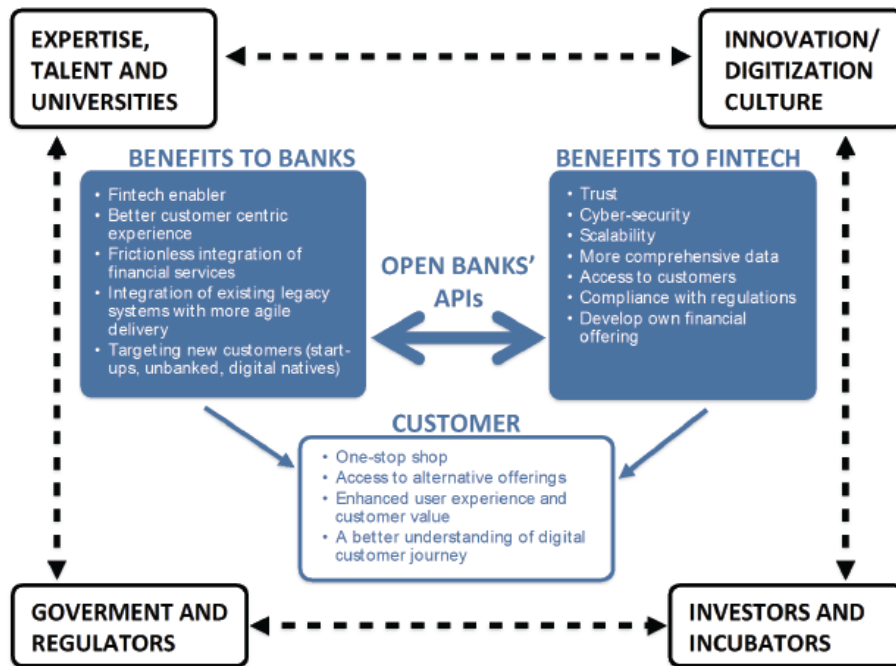 EXPERTISE,
TALENT AND
UNIVERSITIES
INNOVATION/
DIGITIZATION
CULTURE
BENEFITS TO BANKS
• Fintech enabler
• Better customer centric
experience
• Frictionless integration of
financial services
• Integration of existing legacy
systems with more agile
delivery
• Targeting new customers (start-
ups, unbanked, digital natives)
OPEN BANKS'
APIs
BENEFITS TO FINTECH
• Trust
• Cyber-security
• Scalability
• More comprehensive data
• Access to customers
• Compliance with regulations
• Develop own financial
offering
CUSTOMER
• One-stop shop
• Access to alternative offerings
• Enhanced user experience and
customer value
• A better understanding of digital
customer journey
GOVERMENT AND
REGULATORS
INVESTORS AND
INCUBATORS